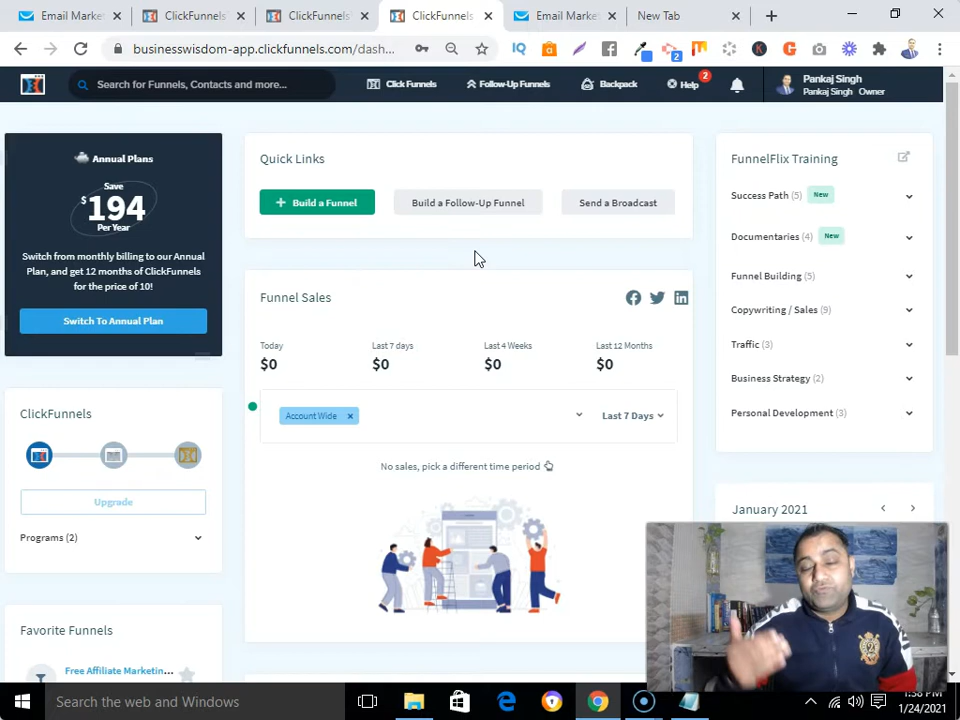 Email Marke
ClickFunnels
ClickFunnels
ClickFunnels
Email Marke
New Tab
businesswisdom-app.clickfunnels.com/dash...
2
Search for Funnels, Contacts and more...
Click Funnels
Follow-Up Funnels
Backpack
Help
2
Pankaj Singh
Pankaj Singh Owner
Annual Plans
Save
$194
Per Year
Switch from monthly billing to our Annual
Plan, and get 12 months of ClickFunnels
for the price of 10!
Switch To Annual Plan
ClickFunnels
Upgrade
Programs (2)
Favorite Funnels
Free Affiliate Marketin...
Quick Links
+ Build a Funnel
Build a Follow-Up Funnel
Send a Broadcast
Funnel Sales
Today
$0
Last 7 days
$0
Last 4 Weeks
$0
Last 12 Months
$0
Account Wide ×
Last 7 Days
No sales, pick a different time period
FunnelFlix Training
Success Path (5) New
Documentaries (4) New
Funnel Building (5)
Copywriting / Sales (9)
Traffic (3)
Business Strategy (2)
Personal Development (3)
January 2021
Search the web and Windows
1:38 PM
1/24/2021